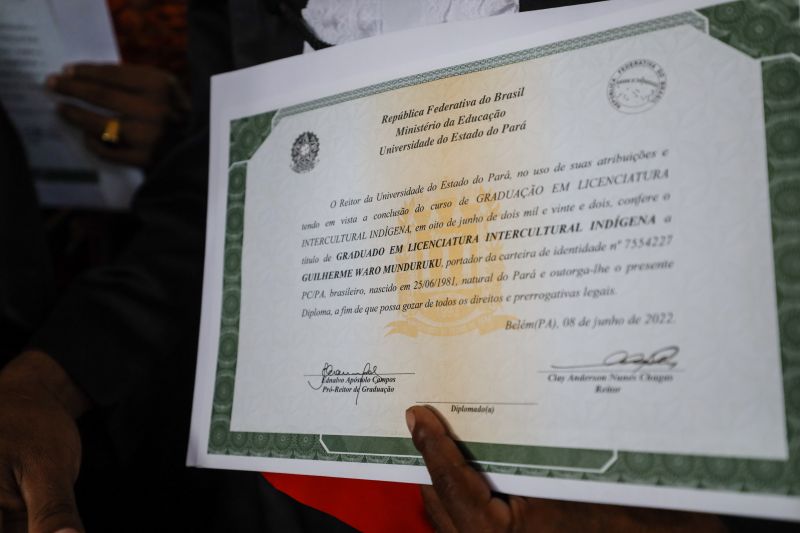 República Federativa do Brasil
Ministério da Educação
Universidade do Estado do Pará
O Reitor da Universidade do Estado do Pará, no uso de suas atribuições e
tendo em vista a conclusão do curso de GRADUAÇÃO EM LICENCIATURA
INTERCULTURAL INDÍGENA, em oito de junho de dois mil e vinte e dois, confere o
título de GRADUADO EM LICENCIATURA INTERCULTURAL INDÍGENA a
GUILHERME WARO MUNDURUKU, portador da carteira de identidade nº 7554227
PC/PA, brasileiro, nascido em 25/06/1981, natural do Pará e outorga-lhe o presente
Diploma, a fim de que possa gozar de todos os direitos e prerrogativas legais.
Belém(PA), 08 de junho de 2022.
Ednalvo Apóstolo Campos
Pró-Reitor de Graduação
Clay Anderson Nunes Chagas
Reitor
Diplomado(a)